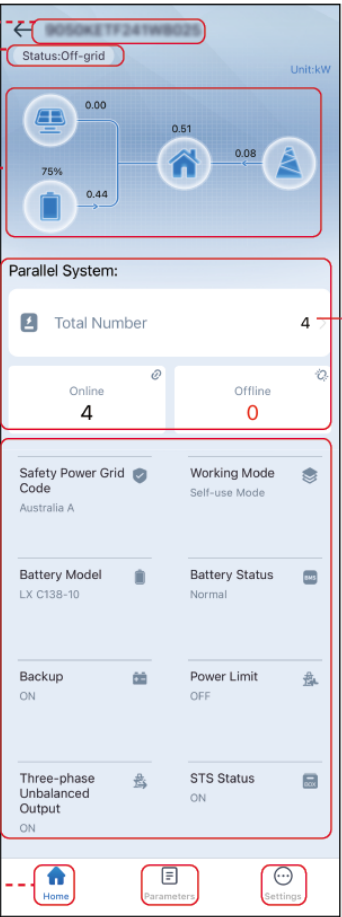 Status:Off-grid
Unit:kW
0.00
0.51
0.08
75%
0.44
Parallel System:
Total Number 4
Online Offline
4 0
Safety Power Grid Code
Australia A
Working Mode
Self-use Mode
Battery Model
LX C138-10
Battery Status
Normal
Backup
ON
Power Limit
OFF
Three-phase
Unbalanced
Output
ON
STS Status
ON
Home Parameters Settings